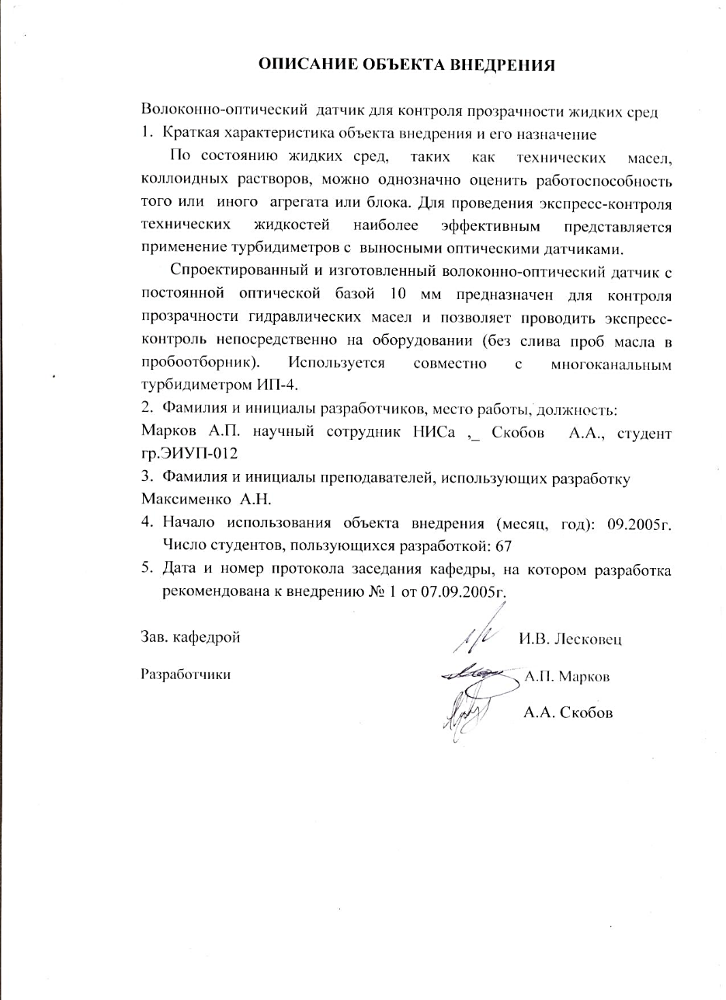 ОПИСАНИЕ ОБЪЕКТА ВНЕДРЕНИЯ
Волоконно-оптический датчик для контроля прозрачности жидких сред
1. Краткая характеристика объекта внедрения и его назначение
По состоянию жидких сред, таких как технических масел,
коллоидных растворов, можно однозначно оценить работоспособность
того или иного агрегата или блока. Для проведения экспресс-контроля
технических жидкостей наиболее эффективным представляется
применение турбидиметров с выносными оптическими датчиками.
Спроектированный и изготовленный волоконно-оптический датчик с
постоянной оптической базой 10 мм предназначен для контроля
прозрачности гидравлических масел и позволяет проводить экспресс-
контроль непосредственно на оборудовании (без слива проб масла в
пробоотборник). Используется совместно с многоканальным
турбидиметром ИП-4.
2. Фамилия и инициалы разработчиков, место работы, должность:
Марков А.П. научный сотрудник НИСа ,_ Скобов А.А., студент
гр.ЭИУП-012
3. Фамилия и инициалы преподавателей, использующих разработку
Максименко А.Н.
4. Начало использования объекта внедрения (месяц, год): 09.2005г.
Число студентов, пользующихся разработкой: 67
5. Дата и номер протокола заседания кафедры, на котором разработка
рекомендована к внедрению № 1 от 07.09.2005г.
Зав. кафедрой И.В. Лесковец
Разработчики А.П. Марков
А.А. Скобов